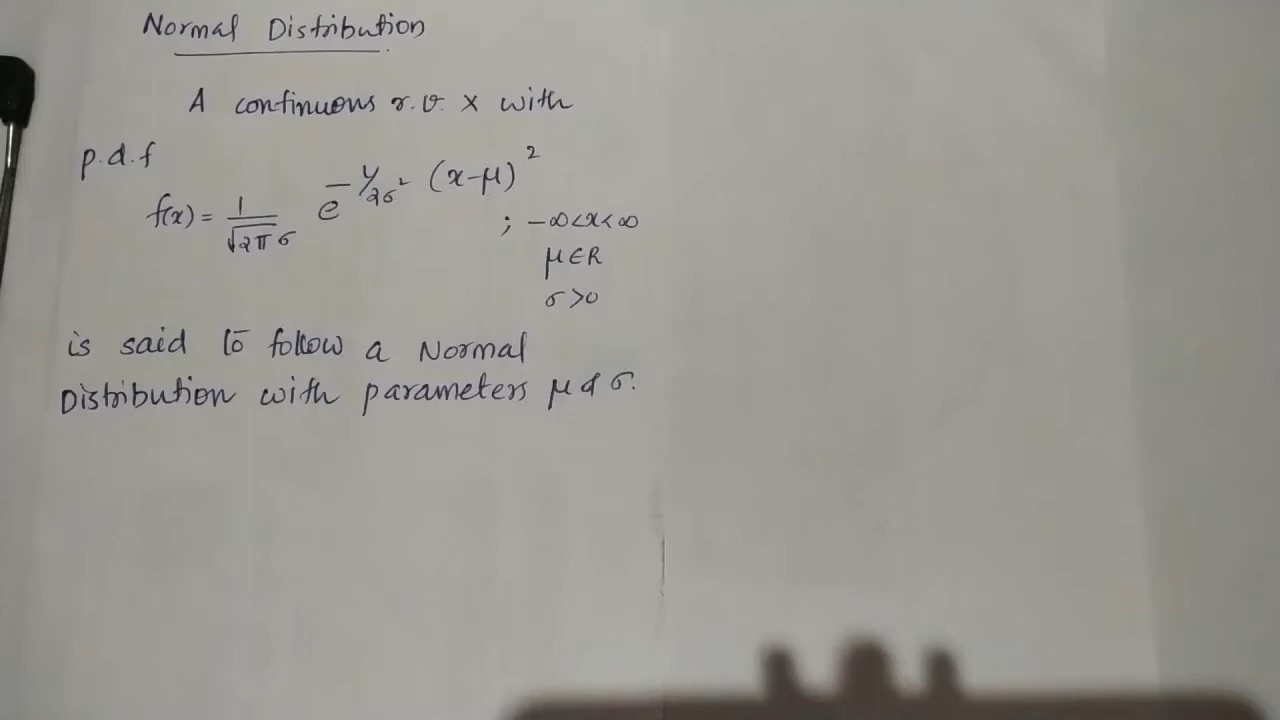 Normal Distribution
A continuous r.v. X with
p.d.f
f(x) = 1/√2π σ e^-1/2σ² (x-μ)²
; -∞<x<∞
μ∈R
σ>0
is said to follow a Normal
Distribution with parameters μ & σ.